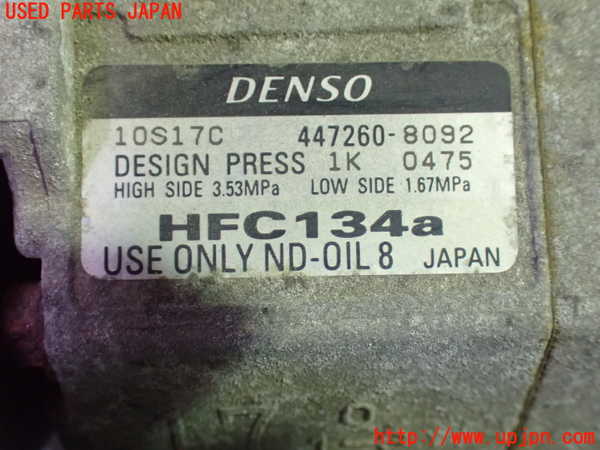 USED PARTS JAPAN
DENSO
10S17C 447260-8092
DESIGN PRESS 1K 0475
HIGH SIDE 3.53MPa LOW SIDE 1.67MPa
HFC134a
USE ONLY ND-OIL 8 JAPAN
http://www.upjpn.com/